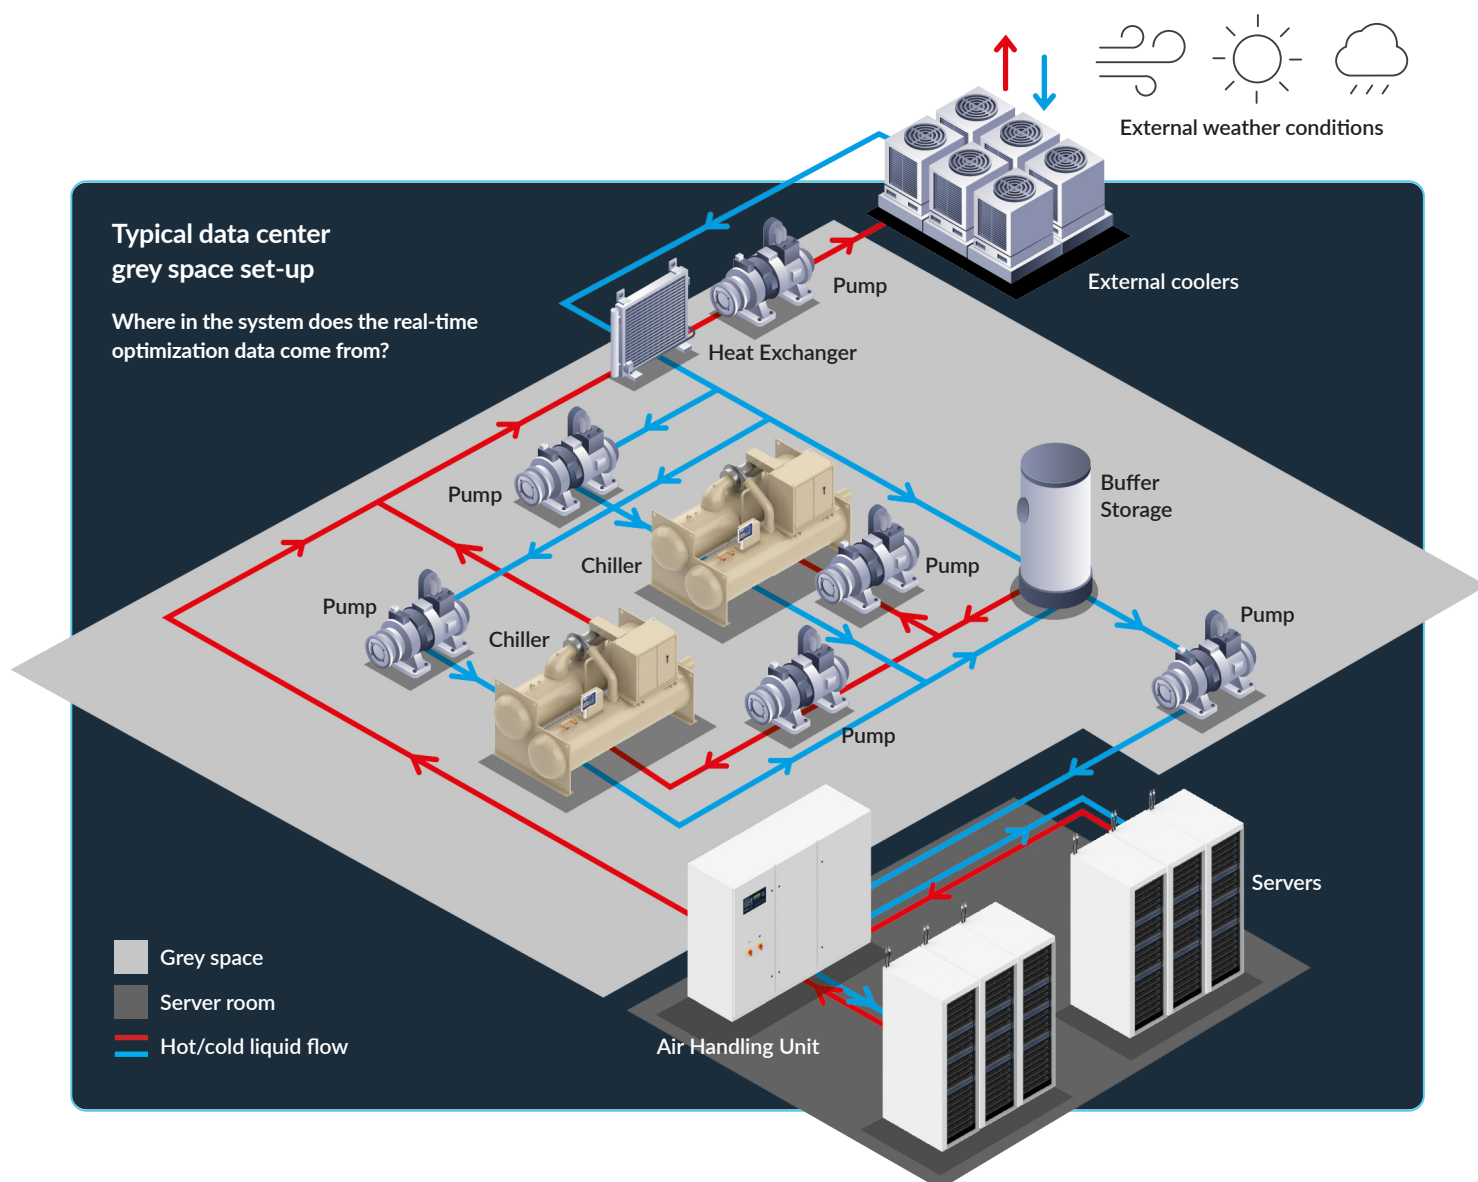 External weather conditions
Typical data center
grey space set-up
Where in the system does the real-time
optimization data come from?
External coolers
Pump
Heat Exchanger
Pump
Buffer
Storage
Chiller
Pump
Pump
Pump
Chiller
Pump
Servers
Grey space
Server room
Hot/cold liquid flow
Air Handling Unit